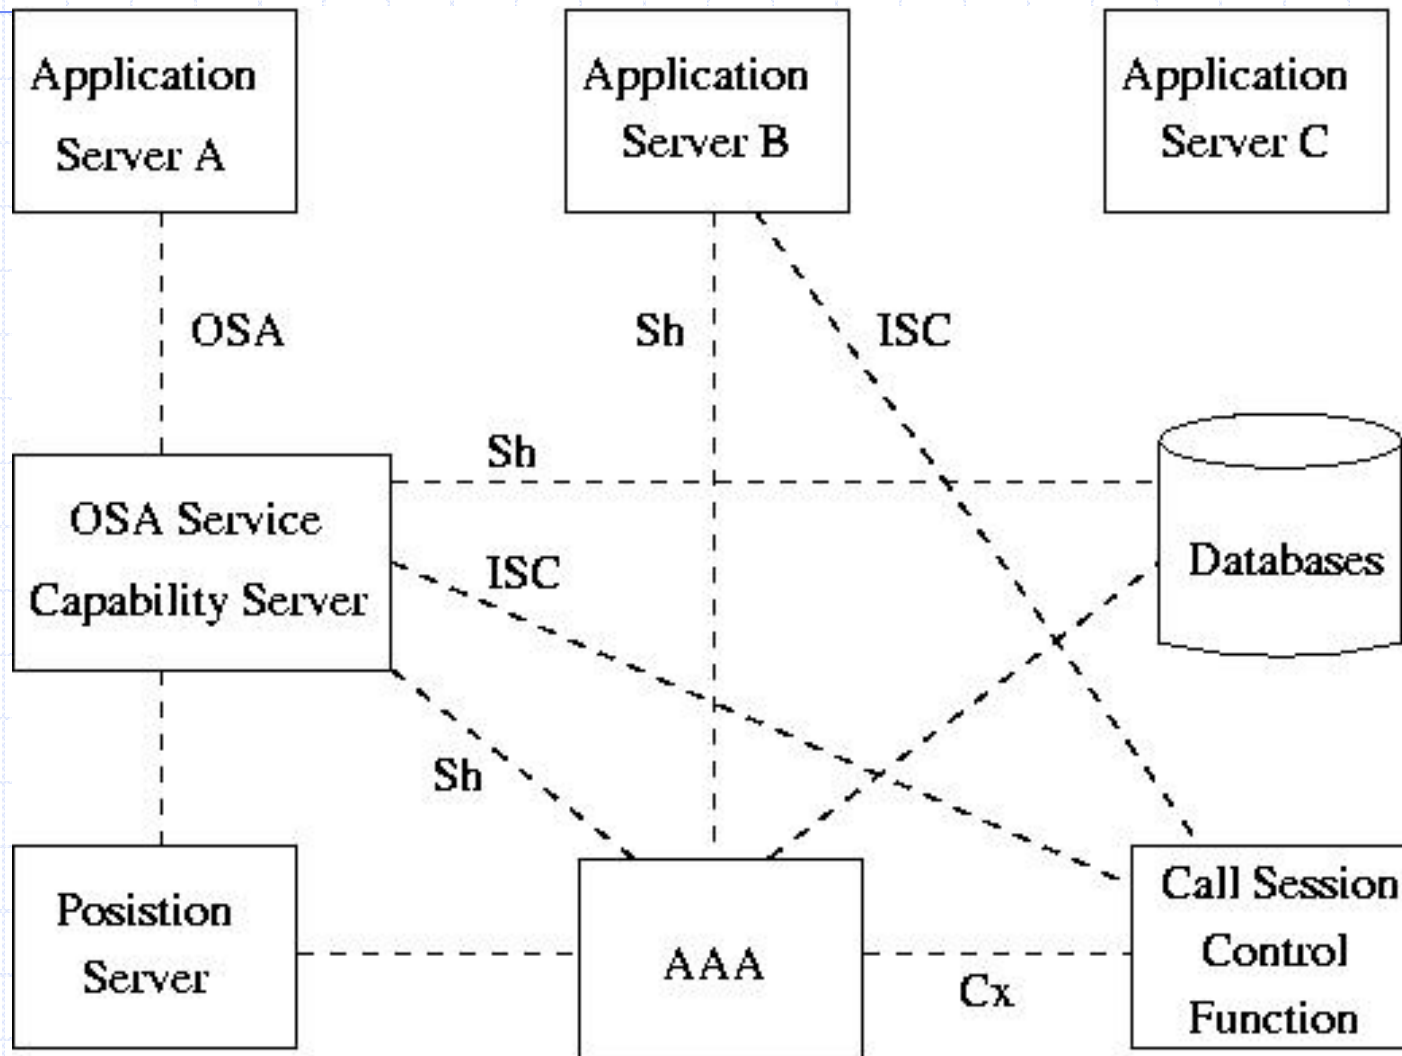 Application
Server A
Application
Server B
Application
Server C
OSA
Sh
ISC
Sh
OSA Service
Capability Server
ISC
Databases
Sh
Posistion
Server
AAA
Cx
Call Session
Control
Function